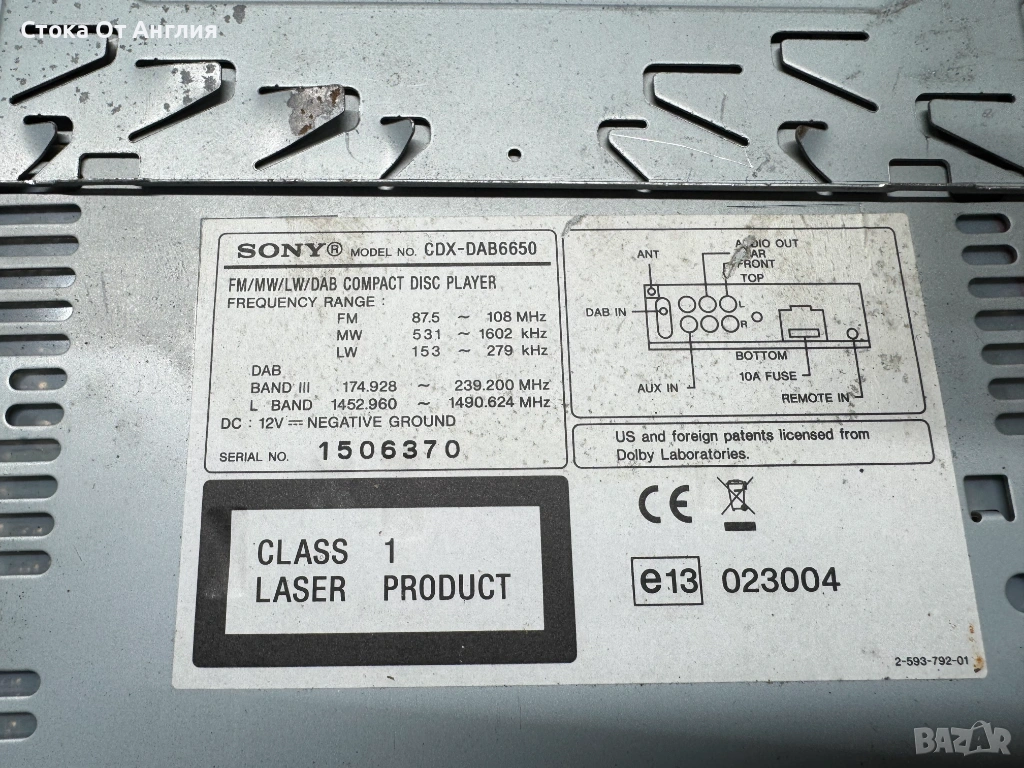 Стока От Англия
SONY® MODEL NO. CDX-DAB6650
FM/MW/LW/DAB COMPACT DISC PLAYER
FREQUENCY RANGE :
FM 87.5 ~ 108 MHz
MW 531 ~ 1602 kHz
LW 153 ~ 279 kHz
DAB
BAND III 174.928 ~ 239.200 MHz
L BAND 1452.960 ~ 1490.624 MHz
DC : 12V ⎓ NEGATIVE GROUND
SERIAL NO. 1506370
OUT
FRONT
TOP
ANT
DAB IN
L
R
BOTTOM
AUX IN
10A FUSE
REMOTE IN
US and foreign patents licensed from
Dolby Laboratories.
CLASS 1
LASER PRODUCT
CE
e13 023004
2-593-792-01
BAZAR